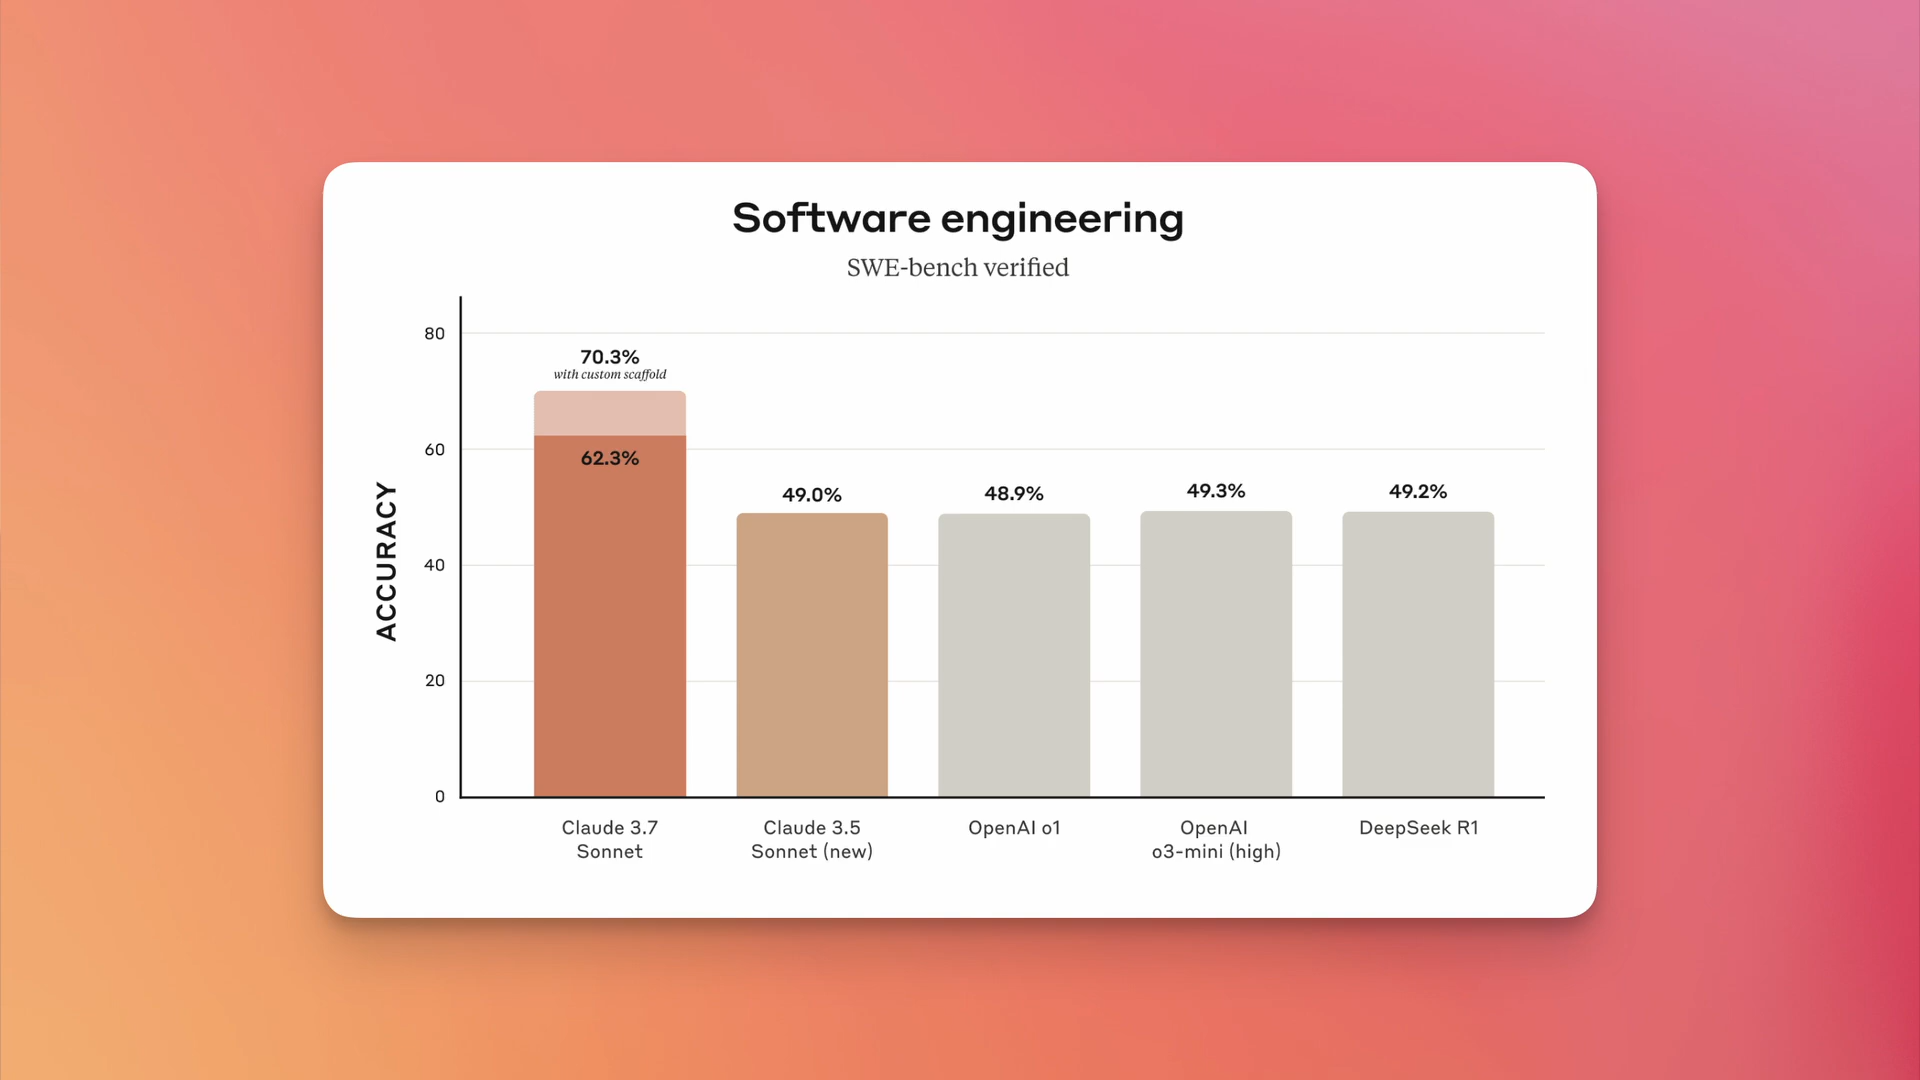 Software engineering
SWE-bench verified
ACCURACY
80
60
40
20
0
70.3%
with custom scaffold
62.3%
49.0%
48.9%
49.3%
49.2%
Claude 3.7
Sonnet
Claude 3.5
Sonnet (new)
OpenAI o1
OpenAI
o3-mini (high)
DeepSeek R1